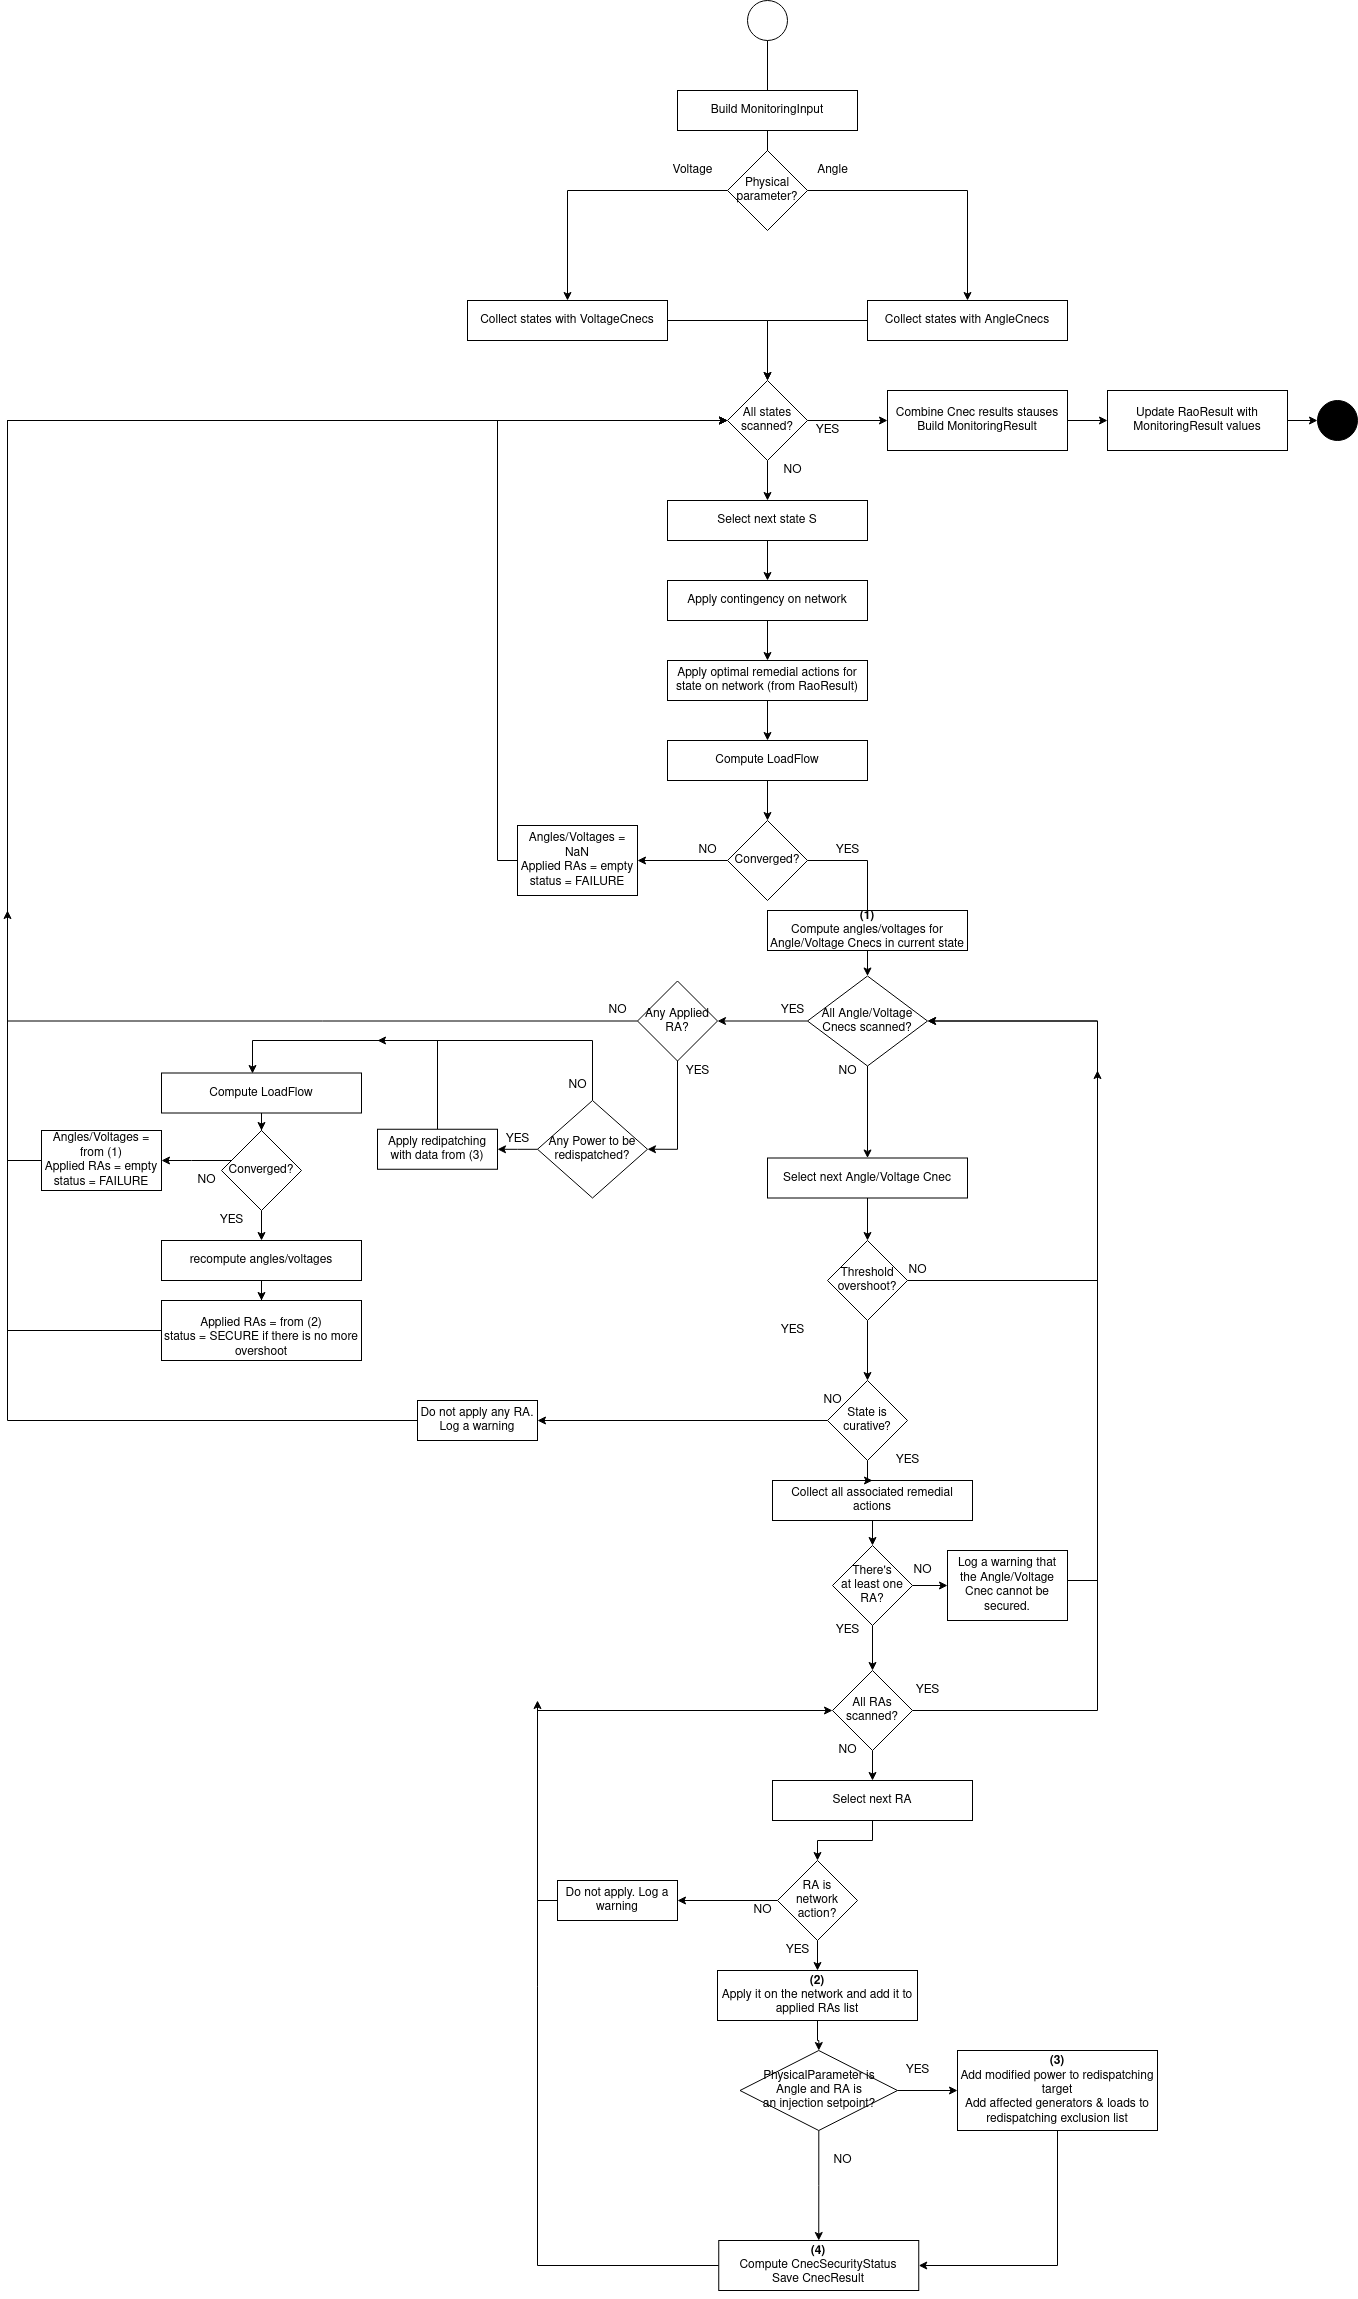 Build MonitoringInput
Voltage
Angle
Physical
parameter?
Collect states with VoltageCnecs
Collect states with AngleCnecs
All states
scanned?
YES
Combine Cnec results stauses
Build MonitoringResult
Update RaoResult with
MonitoringResult values
NO
Select next state S
Apply contingency on network
Apply optimal remedial actions for
state on network (from RaoResult)
Compute LoadFlow
Angles/Voltages =
NaN
Applied RAs = empty
status = FAILURE
NO
Converged?
YES
(1)
Compute angles/voltages for
Angle/Voltage Cnecs in current state
NO
Any Applied
RA?
YES
All Angle/Voltage
Cnecs scanned?
YES
NO
NO
Compute LoadFlow
Apply redipatching
with data from (3)
YES
Any Power to be
redispatched?
Angles/Voltages =
from (1)
Applied RAs = empty
status = FAILURE
NO
Converged?
YES
Select next Angle/Voltage Cnec
recompute angles/voltages
Threshold
overshoot?
NO
Applied RAs = from (2)
status = SECURE if there is no more
overshoot
YES
Do not apply any RA.
Log a warning
NO
State is
curative?
YES
Collect all associated remedial
actions
There's
at least one
RA?
NO
Log a warning that
the Angle/Voltage
Cnec cannot be
secured.
YES
All RAs
scanned?
YES
NO
Select next RA
Do not apply. Log a
warning
NO
RA is
network
action?
YES
(2)
Apply it on the network and add it to
applied RAs list
PhysicalParameter is
Angle and RA is
an injection setpoint?
YES
(3)
Add modified power to redispatching
target
Add affected generators & loads to
redispatching exclusion list
NO
(4)
Compute CnecSecurityStatus
Save CnecResult